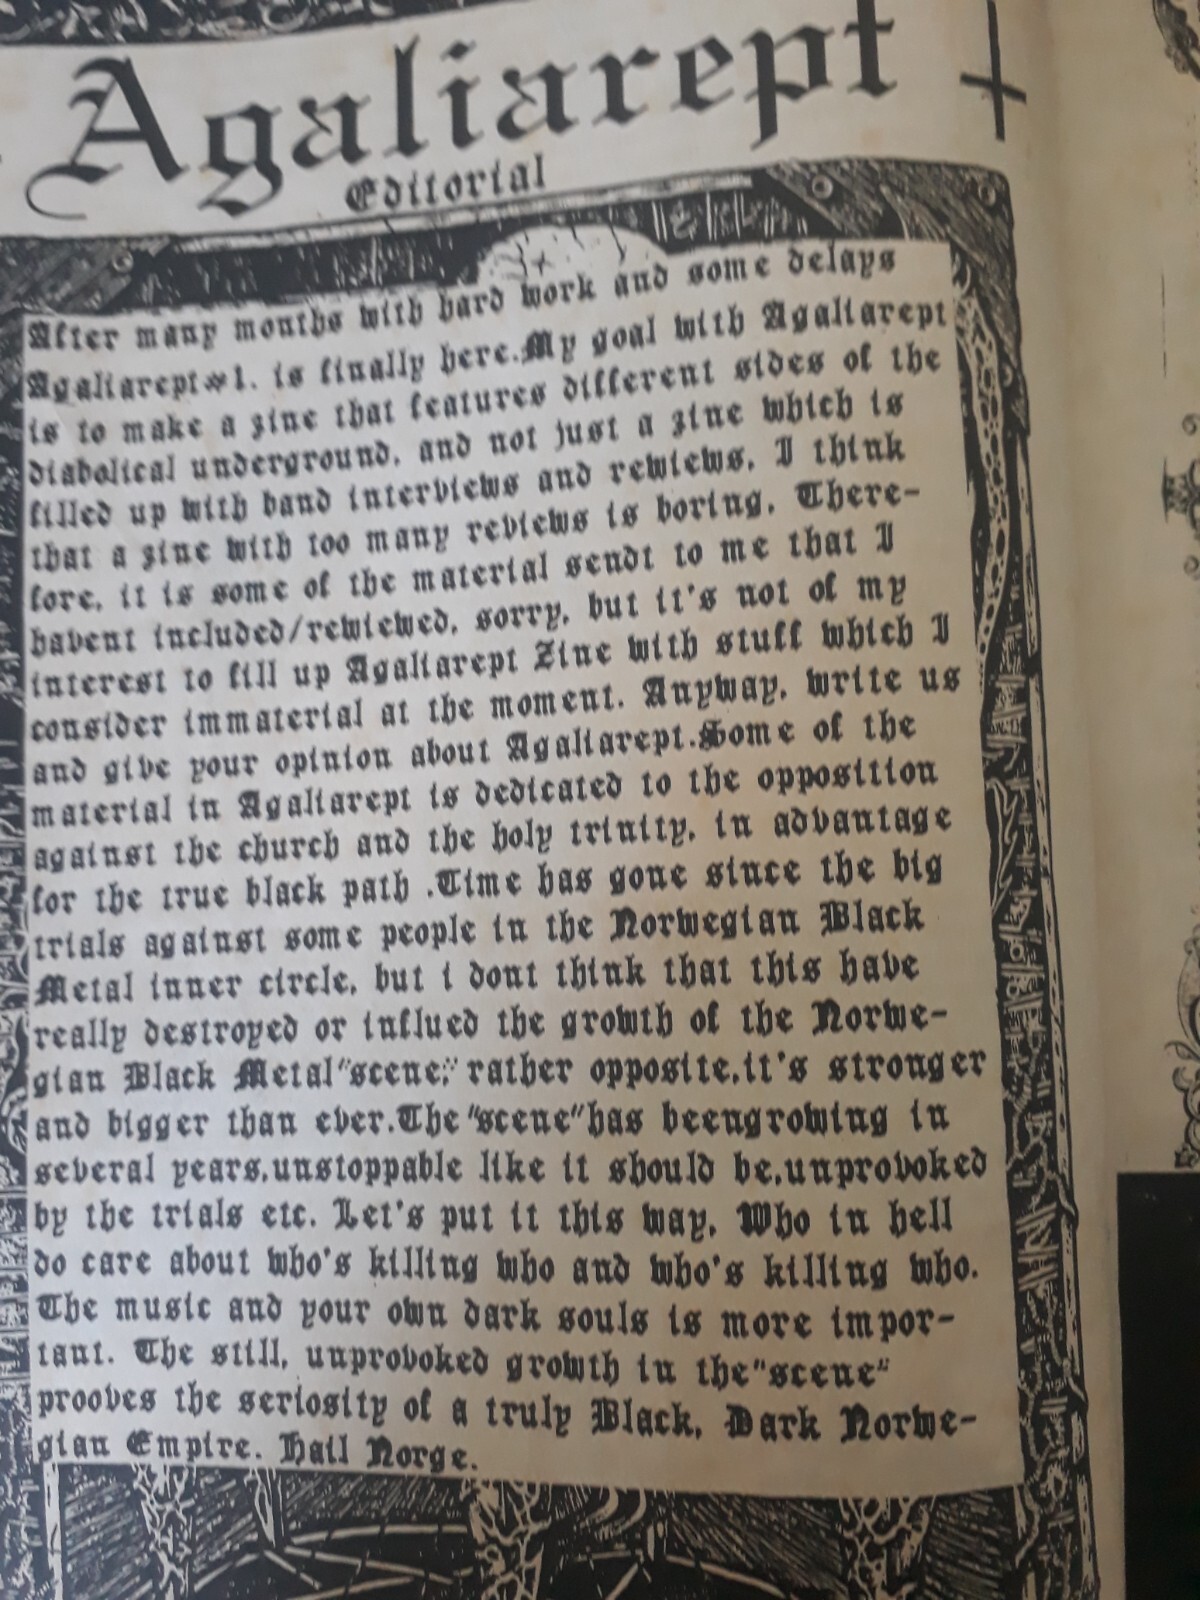 Agaliarept
Editorial
After many months with hard work and some delays
Agaliarept#1. is finally here.My goal with Agaliarept
is to make a zine that features different sides of the
diabolical underground, and not just a zine which is
filled up with band interviews and rewiews. I think
that a zine with too many reviews is boring. There-
fore, it is some of the material sendt to me that I
havent included/rewiewed, sorry, but it's not of my
interest to fill up Agaliarept Zine with stuff which I
consider immaterial at the moment. Anyway, write us
and give your opinion about Agaliarept.Some of the
material in Agaliarept is dedicated to the opposition
against the church and the holy trinity, in advantage
for the true black path .Time has gone since the big
trials against some people in the Norwegian Black
Metal inner circle, but i dont think that this have
really destroyed or influed the growth of the Norwe-
gian Black Metal"scene;" rather opposite,it's stronger
and bigger than ever.The "scene"has beengrowing in
several years,unstoppable like it should be,unprovoked
by the trials etc. Let's put it this way, Who in hell
do care about who's killing who and who's killing who.
The music and your own dark souls is more impor-
tant. The still, unprovoked growth in the"scene"
prooves the seriosity of a truly Black, Dark Norwe-
gian Empire. Hail Norge.